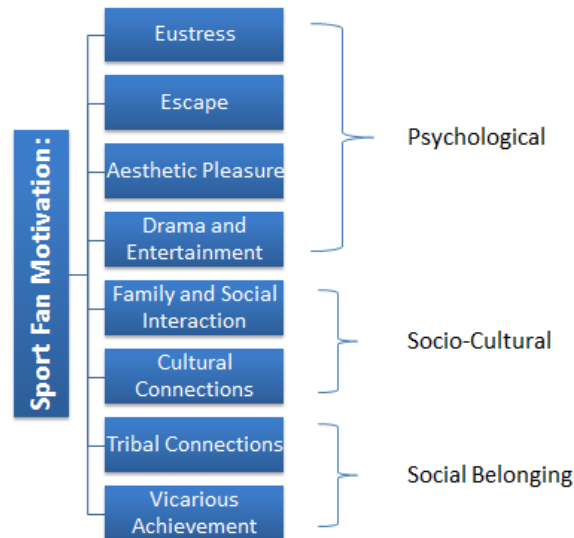 Sport Fan Motivation:
Eustress
Escape
Aesthetic Pleasure
Drama and
Entertainment
Psychological
Family and Social
Interaction
Cultural
Connections
Socio-Cultural
Tribal Connections
Vicarious
Achievement
Social Belonging